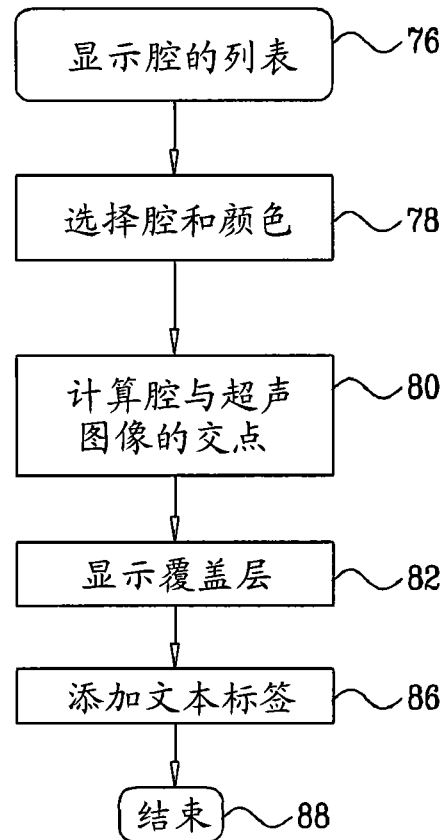 显示腔的列表
76
选择腔和颜色
78
计算腔与超声
图像的交点
80
显示覆盖层
82
添加文本标签
86
结束
88